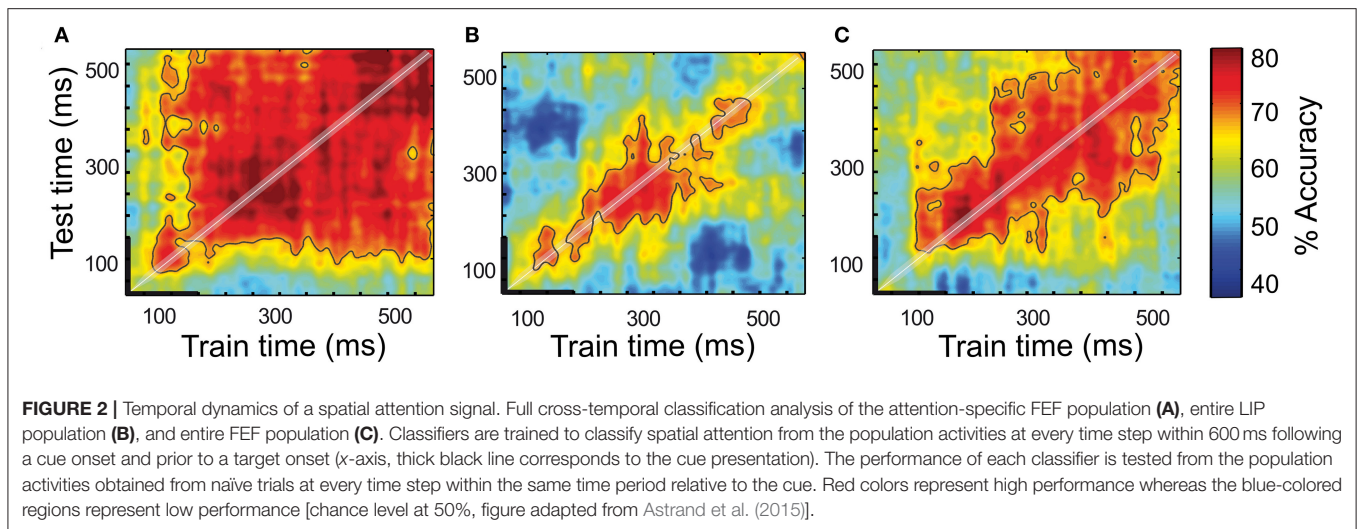 A
B
C
500
300
100
Test time (ms)
100
300
500
Train time (ms)
500
300
100
100
300
500
Train time (ms)
500
300
100
100
300
500
Train time (ms)
80
70
60
50
40
% Accuracy
FIGURE 2 | Temporal dynamics of a spatial attention signal. Full cross-temporal classification analysis of the attention-specific FEF population (A), entire LIP
population (B), and entire FEF population (C). Classifiers are trained to classify spatial attention from the population activities at every time step within 600 ms following
a cue onset and prior to a target onset (x-axis, thick black line corresponds to the cue presentation). The performance of each classifier is tested from the population
activities obtained from naïve trials at every time step within the same time period relative to the cue. Red colors represent high performance whereas the blue-colored
regions represent low performance [chance level at 50%, figure adapted from Astrand et al. (2015)].